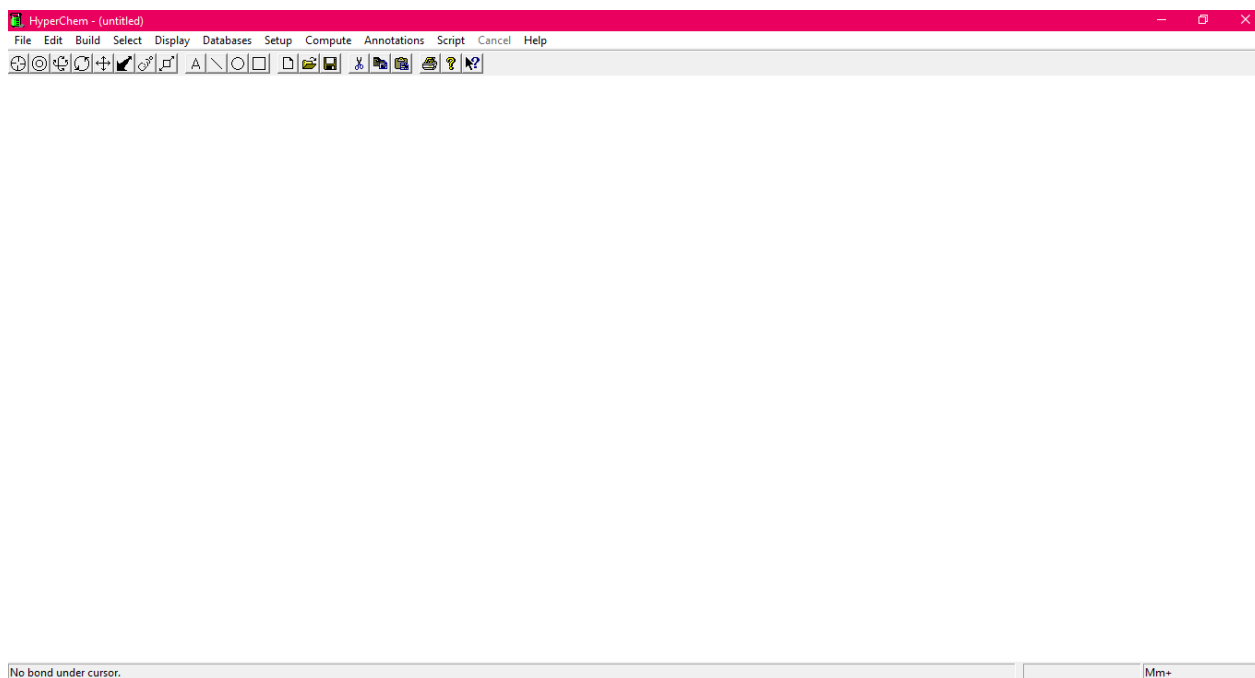 HyperChem - (untitled)
File Edit Build Select Display Databases Setup Compute Annotations Script Cancel Help
A
No bond under cursor. Mm+